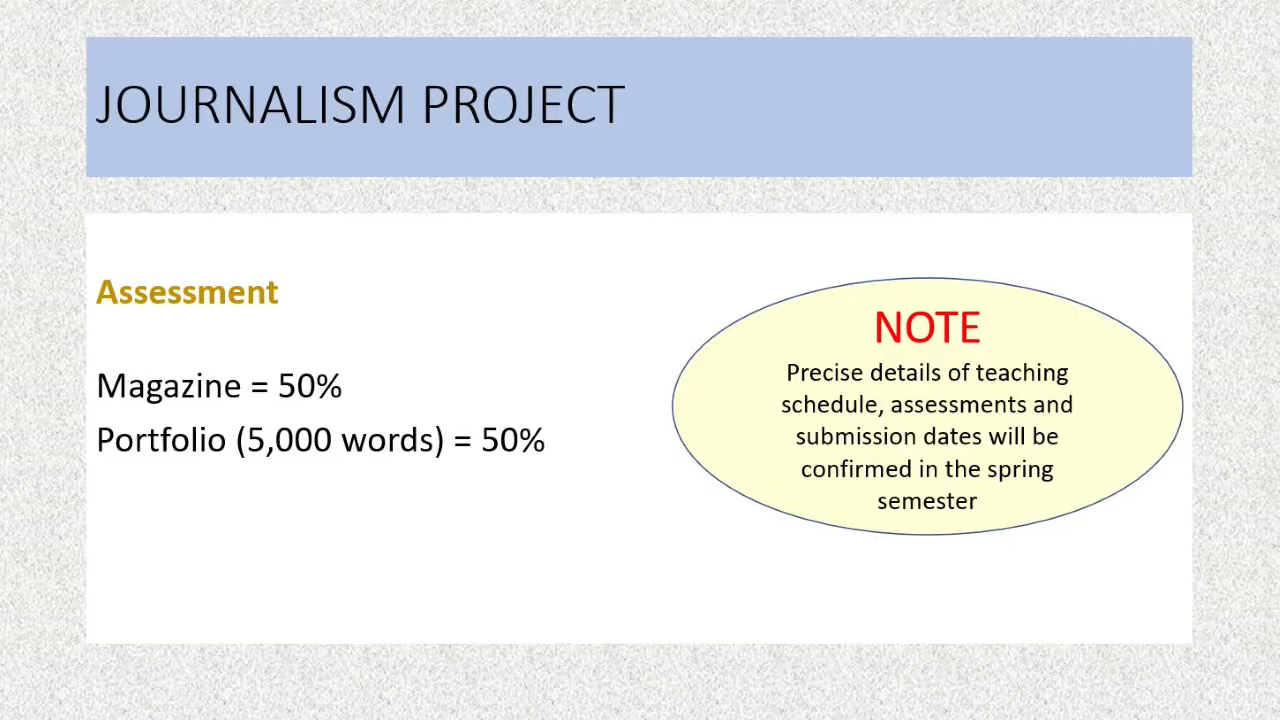 JOURNALISM PROJECT
Assessment
Magazine = 50%
Portfolio (5,000 words) = 50%
NOTE
Precise details of teaching
schedule, assessments and
submission dates will be
confirmed in the spring
semester